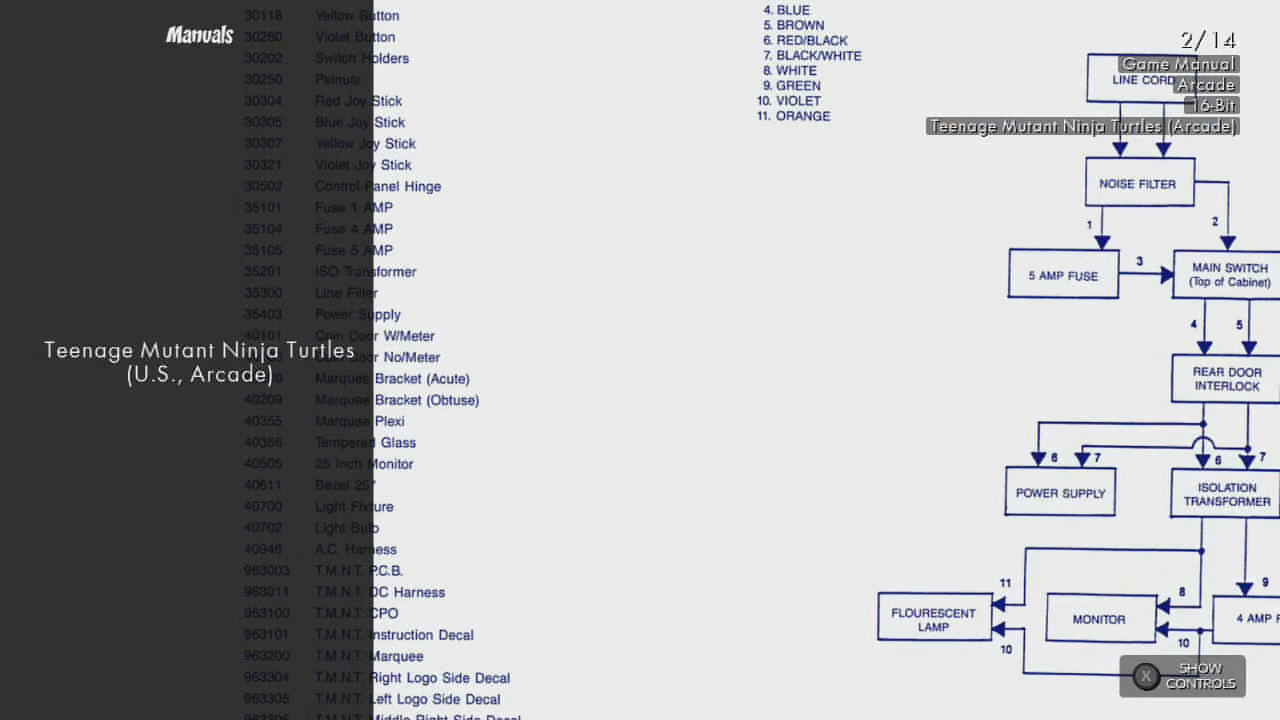 Manuals
Teenage Mutant Ninja Turtles
(U.S., Arcade)
30118 Yellow Button
30260 Violet Button
30202 Switch Holders
30250 Palnuts
30304 Red Joy Stick
30305 Blue Joy Stick
30307 Yellow Joy Stick
30321 Violet Joy Stick
30502 Control Panel Hinge
35101 Fuse 1 AMP
35104 Fuse 4 AMP
35105 Fuse 5 AMP
35201 ISO Transformer
35300 Line Filter
35403 Power Supply
40101 Coin Door W/Meter
Door No/Meter
Marquee Bracket (Acute)
40209 Marquee Bracket (Obtuse)
40355 Marquee Plexi
40356 Tempered Glass
40505 25 Inch Monitor
40611 Bezel 25"
40700 Light Fixture
40702 Light Bulb
40946 A.C. Harness
963003 T.M.N.T. P.C.B.
963011 T.M.N.T. DC Harness
963100 T.M.N.T. CPO
963101 T.M.N.T. Instruction Decal
963200 T.M.N.T. Marquee
963304 T.M.N.T. Right Logo Side Decal
963305 T.M.N.T. Left Logo Side Decal
T.M.N.T. Middle Right Side Decal
4. BLUE
5. BROWN
6. RED/BLACK
7. BLACK/WHITE
8. WHITE
9. GREEN
10. VIOLET
11. ORANGE
2/14
Game Manual
Arcade
16-Bit
Teenage Mutant Ninja Turtles (Arcade)
LINE CORD
NOISE FILTER
1
2
5 AMP FUSE
3
MAIN SWITCH
(Top of Cabinet)
4
5
REAR DOOR
INTERLOCK
6
7
6
7
POWER SUPPLY
ISOLATION
TRANSFORMER
11
8
9
FLOURESCENT
LAMP
MONITOR
4 AMP F
10
10
X
SHOW
CONTROLS